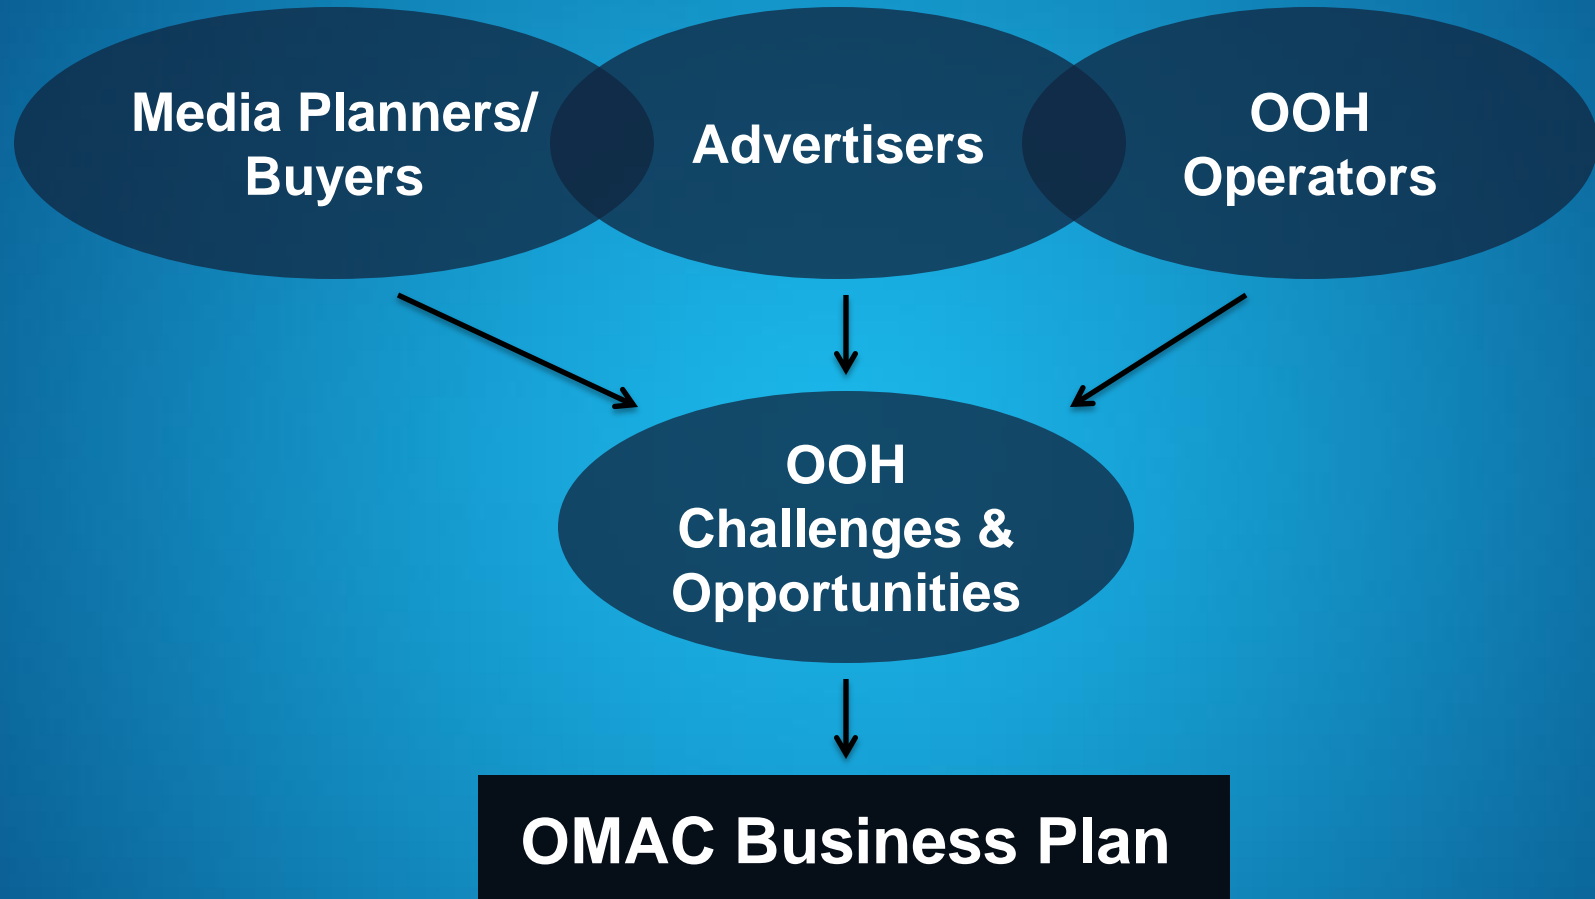 Media Planners/
Buyers
Advertisers
OOH
Operators
OOH
Challenges &
Opportunities
OMAC Business Plan